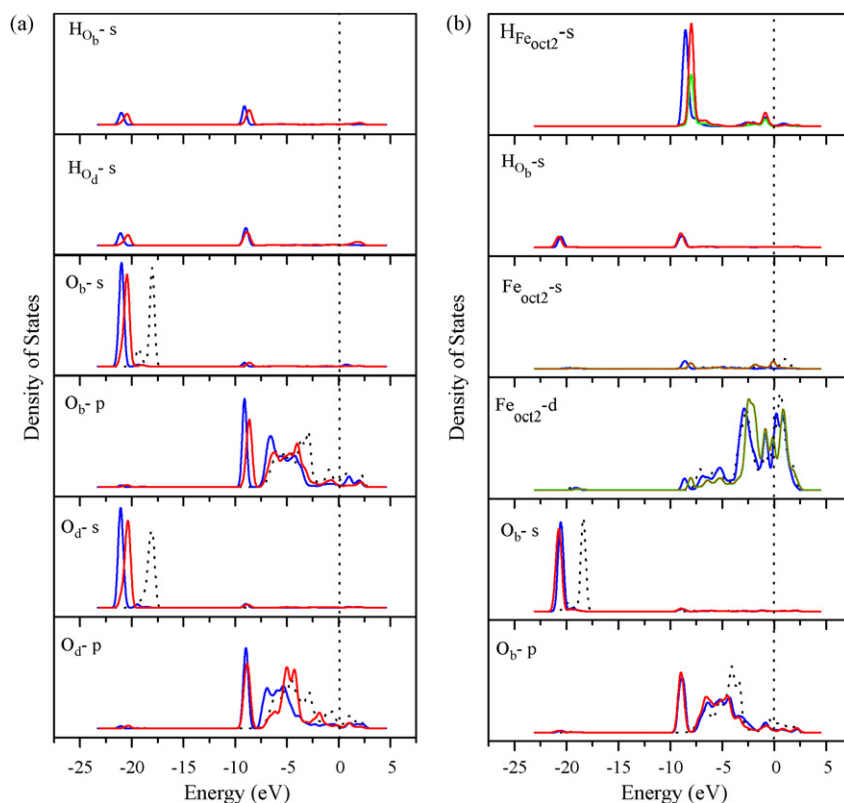 (a)
H_{O_b}- s
H_{O_d}- s
O_b- s
O_b- p
O_d- s
O_d- p
Density of States
-25 -20 -15 -10 -5 0 5
Energy (eV)
(b)
H_{Fe_{oct2}}-s
H_{O_b}-s
Fe_{oct2}-s
Fe_{oct2}-d
O_b- s
O_b- p
Density of States
-25 -20 -15 -10 -5 0 5
Energy (eV)